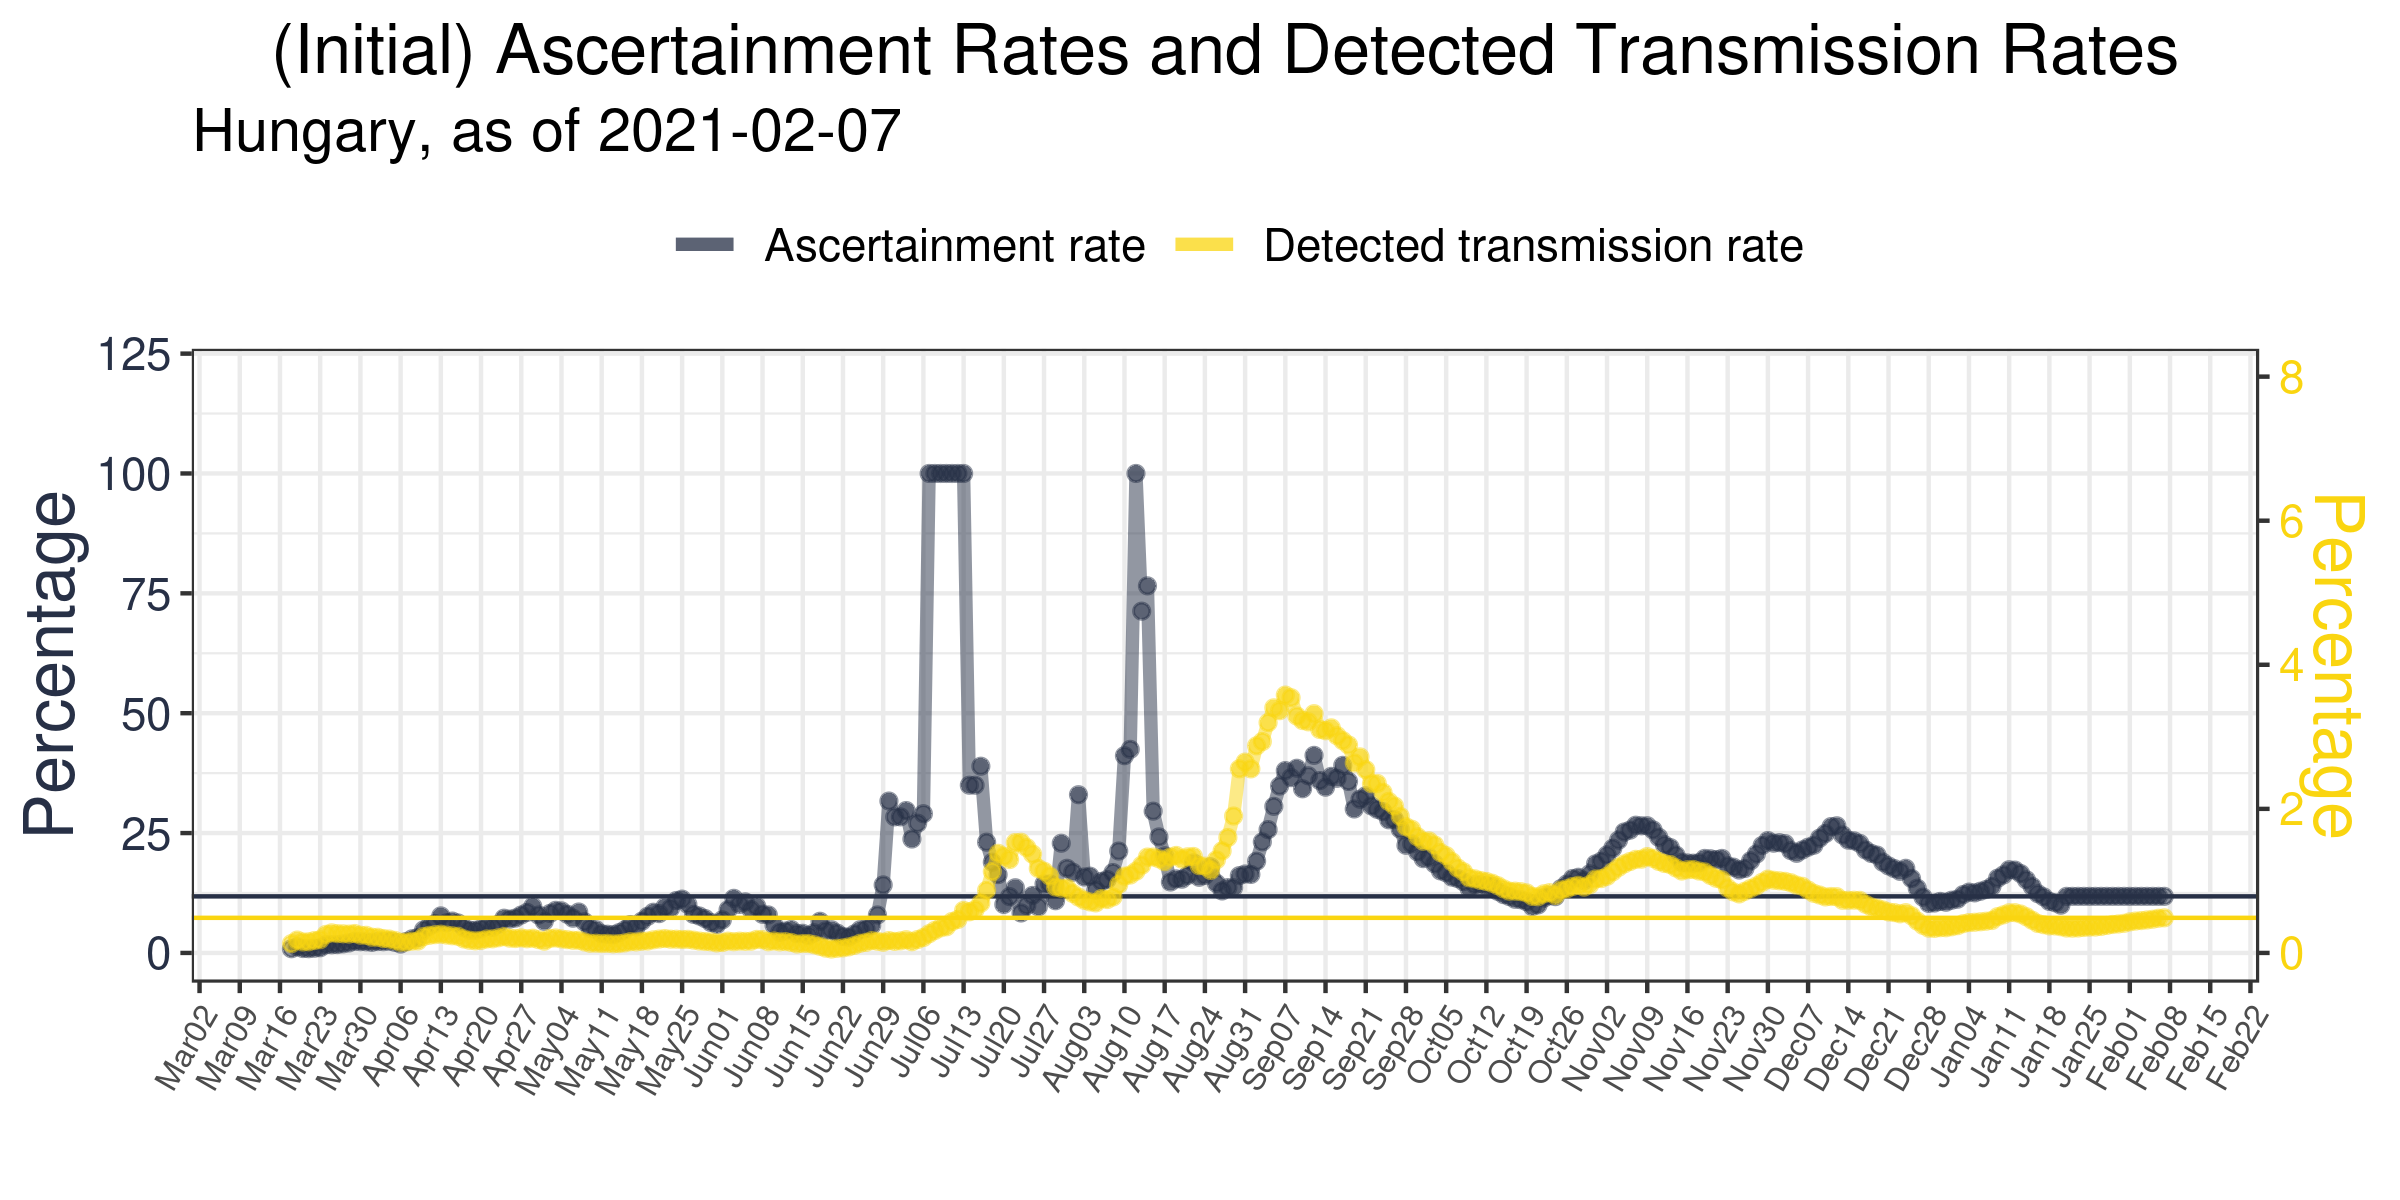 (Initial) Ascertainment Rates and Detected Transmission Rates
Hungary, as of 2021-02-07
Ascertainment rate
Detected transmission rate
125
100
75
50
25
0
Percentage
8
6
4
2
0
Percentage
Mar02
Mar09
Mar16
Mar23
Mar30
Apr06
Apr13
Apr20
Apr27
May04
May11
May18
May25
Jun01
Jun08
Jun15
Jun22
Jun29
Jul06
Jul13
Jul20
Jul27
Aug03
Aug10
Aug17
Aug24
Aug31
Sep07
Sep14
Sep21
Sep28
Oct05
Oct12
Oct19
Oct26
Nov02
Nov09
Nov16
Nov23
Nov30
Dec07
Dec14
Dec21
Dec28
Jan04
Jan11
Jan18
Jan25
Feb01
Feb08
Feb15
Feb22